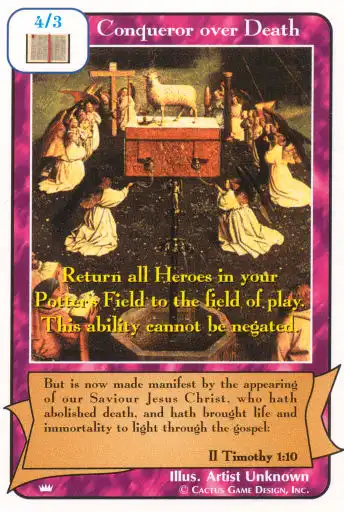 4/3
Conqueror over Death
Return all Heroes in your
Potter's Field to the field of play.
This ability cannot be negated.
But is now made manifest by the appearing
of our Saviour Jesus Christ, who hath
abolished death, and hath brought life and
immortality to light through the gospel:
II Timothy 1:10
Illus. Artist Unknown
© Cactus Game Design, Inc.